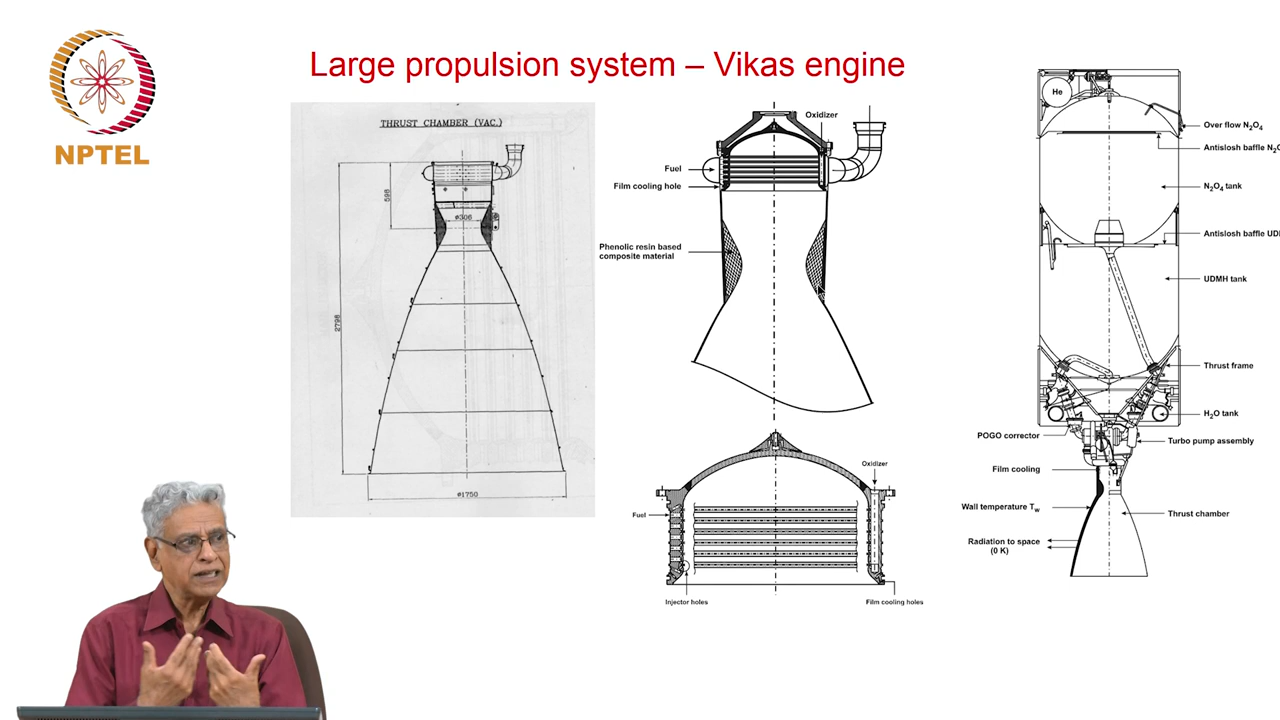 Large propulsion system – Vikas engine
NPTEL
THRUST CHAMBER (VAC.)
598
ø306
2798
ø1750
Oxidizer
Fuel
Film cooling hole
Phenolic resin based
composite material
Oxidizer
Fuel
Injector holes
Film cooling holes
He
Over flow N₂O₄
Antislosh baffle N₂O
N₂O₄ tank
Antislosh baffle UD
UDMH tank
Thrust frame
H₂O tank
POGO corrector
Turbo pump assembly
Film cooling
Wall temperature Tw
Thrust chamber
Radiation to space
(0 K)